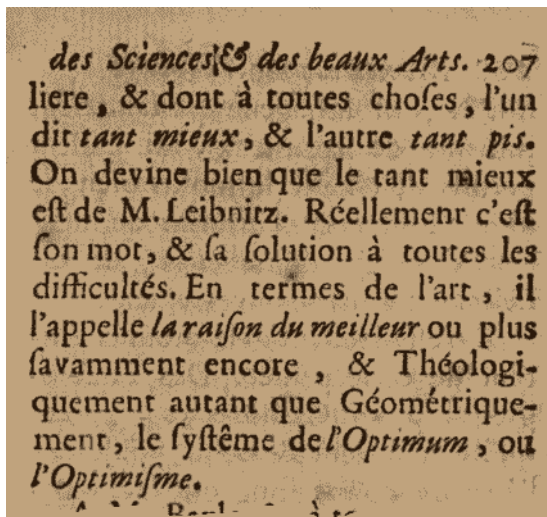 des Sciences & des beaux Arts. 207
liere, & dont à toutes choſes, l'un
dit tant mieux, & l'autre tant pis.
On devine bien que le tant mieux
eſt de M. Leibnitz. Réellement c'eſt
ſon mot, & ſa ſolution à toutes les
difficultés. En termes de l'art, il
l'appelle la raiſon du meilleur ou plus
ſavamment encore, & Théologi-
quement autant que Géométrique-
ment, le ſyſtême de l'Optimum, ou
l'Optimiſme.